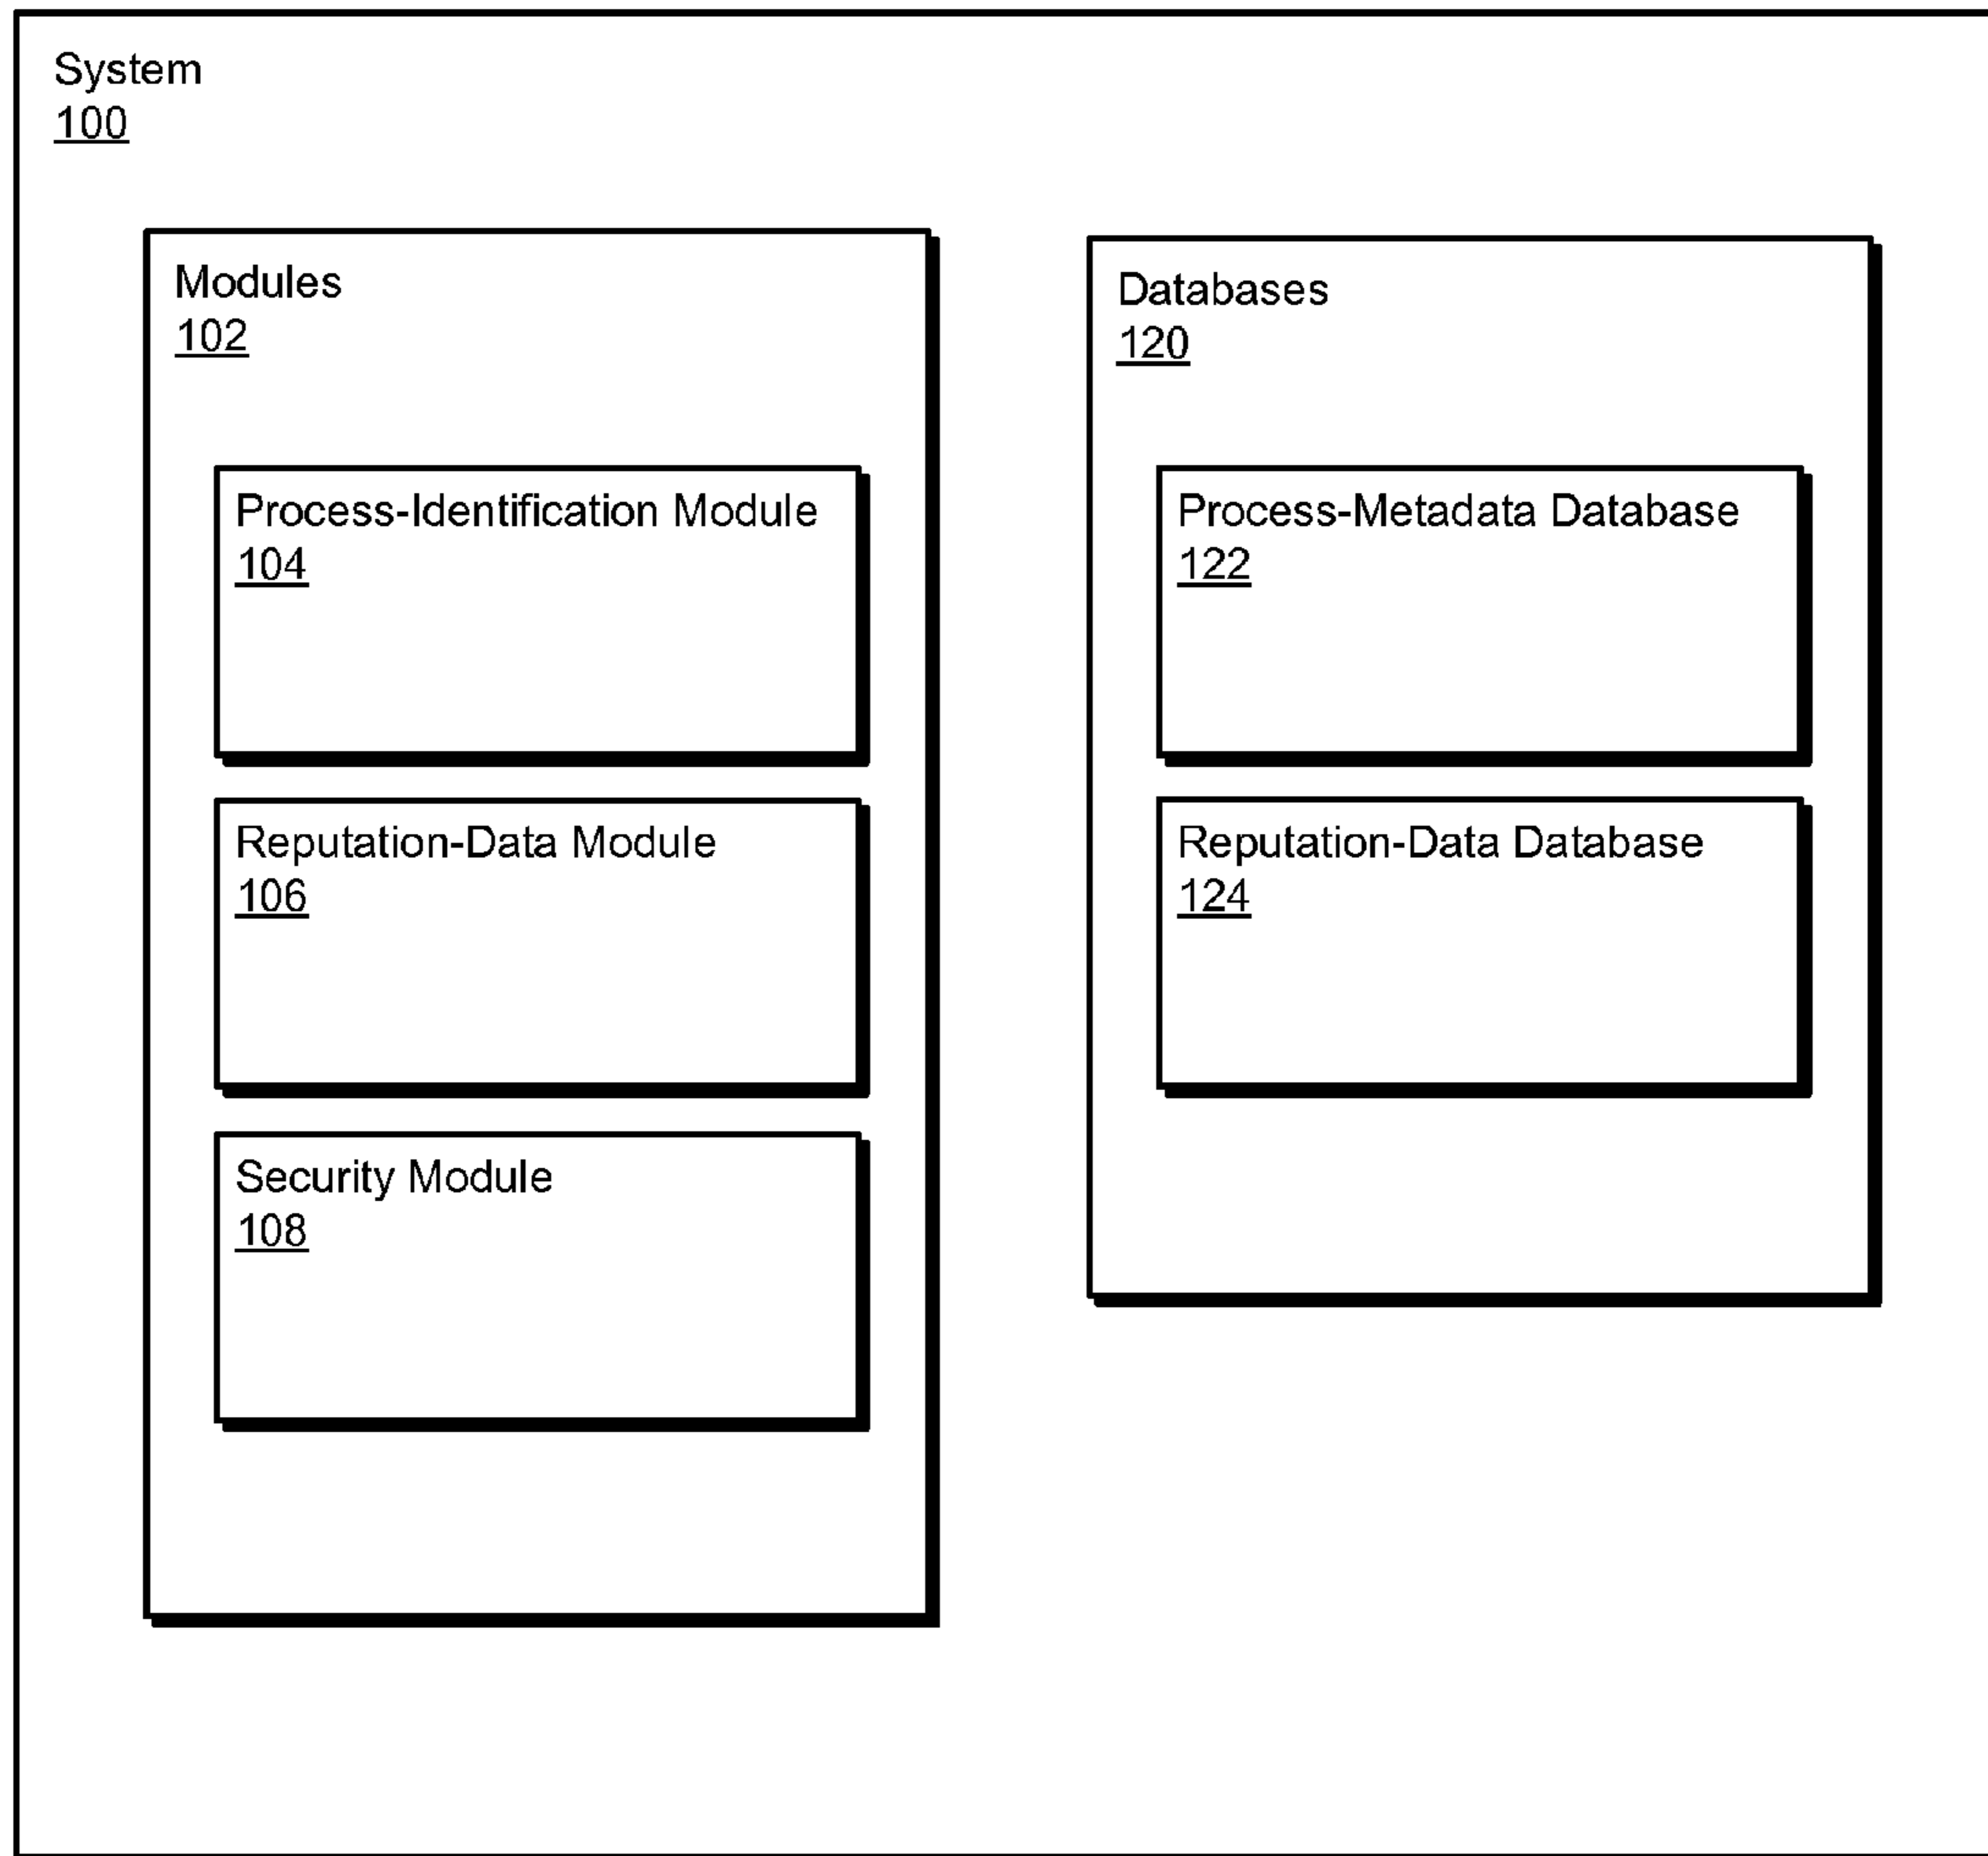 System
100
Modules
102
Process-Identification Module
104
Reputation-Data Module
106
Security Module
108
Databases
120
Process-Metadata Database
122
Reputation-Data Database
124